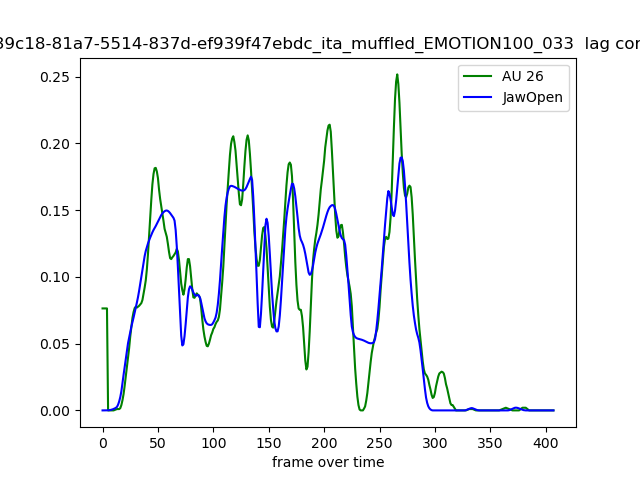 39c18-81a7-5514-837d-ef939f47ebdc_ita_muffled_EMOTION100_033 lag cor
AU 26
JawOpen
0.25
0.20
0.15
0.10
0.05
0.00
0 50 100 150 200 250 300 350 400
frame over time